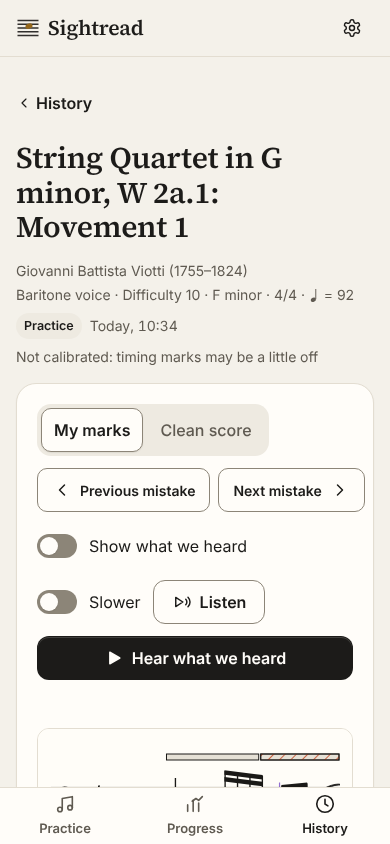 Sightread
History
String Quartet in G
minor, W 2a.1:
Movement 1
Giovanni Battista Viotti (1755–1824)
Baritone voice · Difficulty 10 · F minor · 4/4 · ♩ = 92
Practice Today, 10:34
Not calibrated: timing marks may be a little off
My marks Clean score
Previous mistake Next mistake
Show what we heard
Slower Listen
Hear what we heard
Practice Progress History